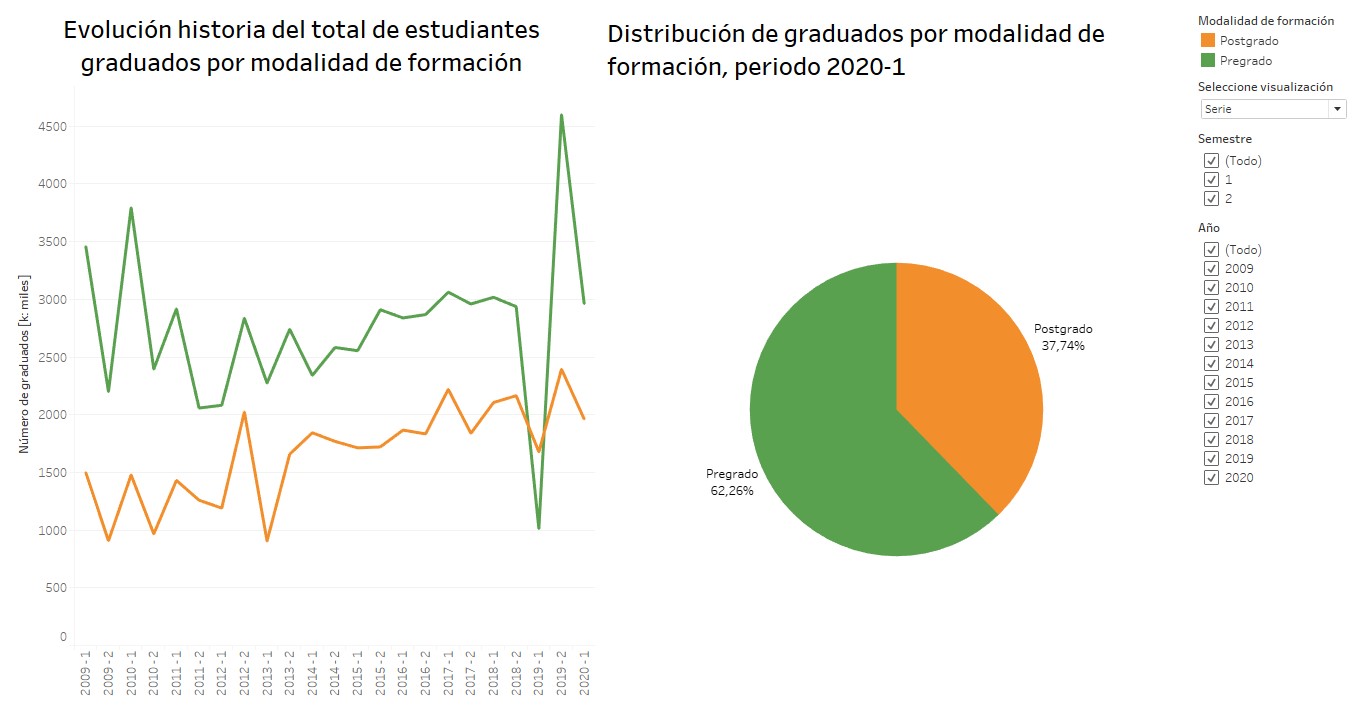 Evolución historia del total de estudiantes
graduados por modalidad de formación
Número de graduados [k: miles]
4500
4000
3500
3000
2500
2000
1500
1000
500
0
2009 - 1
2009 - 2
2010 - 1
2010 - 2
2011 - 1
2011 - 2
2012 - 1
2012 - 2
2013 - 1
2013 - 2
2014 - 1
2014 - 2
2015 - 1
2015 - 2
2016 - 1
2016 - 2
2017 - 1
2017 - 2
2018 - 1
2018 - 2
2019 - 1
2019 - 2
2020 - 1
Distribución de graduados por modalidad de
formación, periodo 2020-1
Postgrado
37,74%
Pregrado
62,26%
Modalidad de formación
Postgrado
Pregrado
Seleccione visualización
Serie
Semestre
(Todo)
1
2
Año
(Todo)
2009
2010
2011
2012
2013
2014
2015
2016
2017
2018
2019
2020